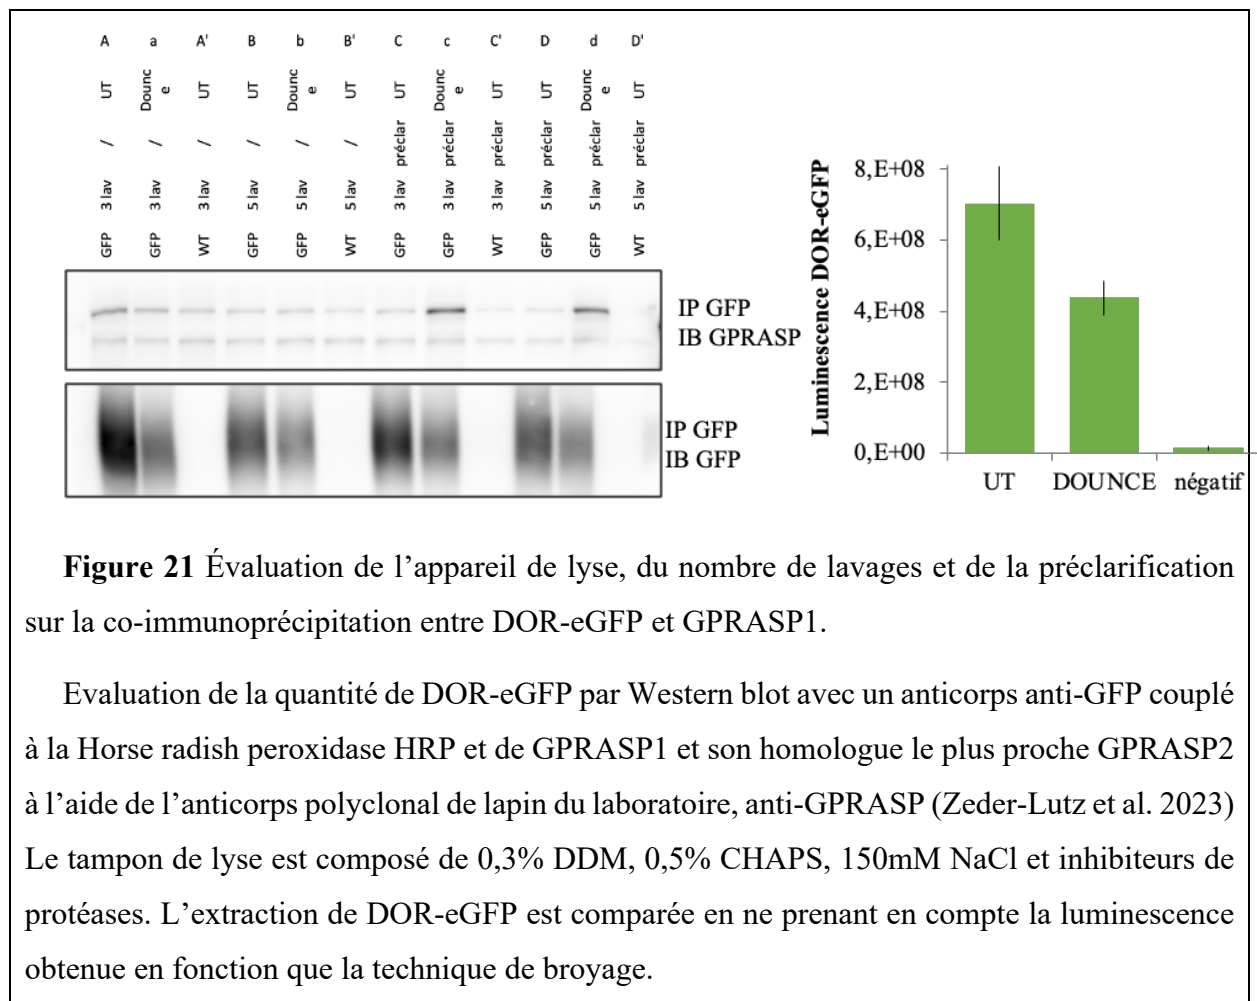 A a A' B b B' C c C' D d D'
UT Dounc e UT UT Dounc e UT UT Dounc e UT UT Dounc e UT
/ / / / / / préclar préclar préclar préclar préclar préclar
3 lav 3 lav 3 lav 5 lav 5 lav 5 lav 3 lav 3 lav 3 lav 5 lav 5 lav 5 lav
GFP GFP WT GFP GFP WT GFP GFP WT GFP GFP WT
IP GFP
IB GPRASP
IP GFP
IB GFP
Luminescence DOR-eGFP
8,E+08
6,E+08
4,E+08
2,E+08
0,E+00
UT DOUNCE négatif
Figure 21 Évaluation de l’appareil de lyse, du nombre de lavages et de la préclarification
sur la co-immunoprécipitation entre DOR-eGFP et GPRASP1.
Evaluation de la quantité de DOR-eGFP par Western blot avec un anticorps anti-GFP couplé
à la Horse radish peroxidase HRP et de GPRASP1 et son homologue le plus proche GPRASP2
à l’aide de l’anticorps polyclonal de lapin du laboratoire, anti-GPRASP (Zeder-Lutz et al. 2023)
Le tampon de lyse est composé de 0,3% DDM, 0,5% CHAPS, 150mM NaCl et inhibiteurs de
protéases. L’extraction de DOR-eGFP est comparée en ne prenant en compte la luminescence
obtenue en fonction que la technique de broyage.